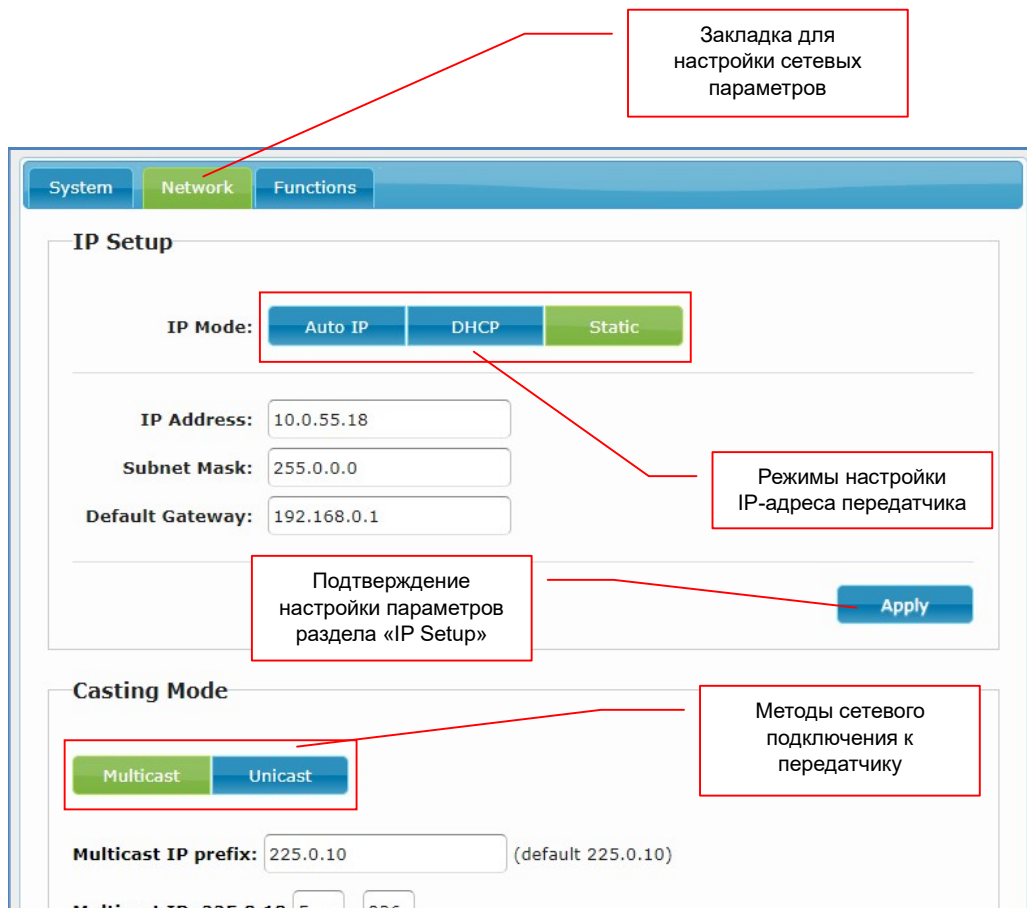 Закладка для
настройки сетевых
параметров
System Network Functions
IP Setup
IP Mode: Auto IP DHCP Static
IP Address: 10.0.55.18
Subnet Mask: 255.0.0.0
Режимы настройки
IP-адреса передатчика
Default Gateway: 192.168.0.1
Подтверждение
настройки параметров
раздела «IP Setup»
Apply
Casting Mode
Методы сетевого
подключения к
передатчику
Multicast Unicast
Multicast IP prefix: 225.0.10 (default 225.0.10)